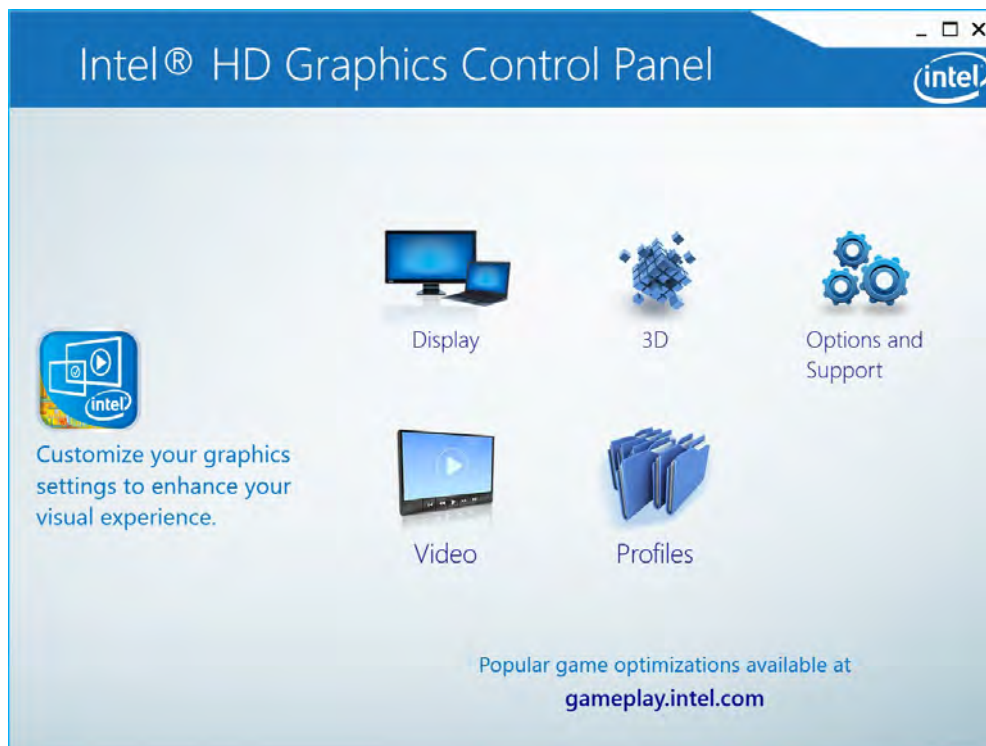 Intel® HD Graphics Control Panel
intel
Display
3D
Options and
Support
intel
Customize your graphics
settings to enhance your
visual experience.
Video
Profiles
Popular game optimizations available at
gameplay.intel.com